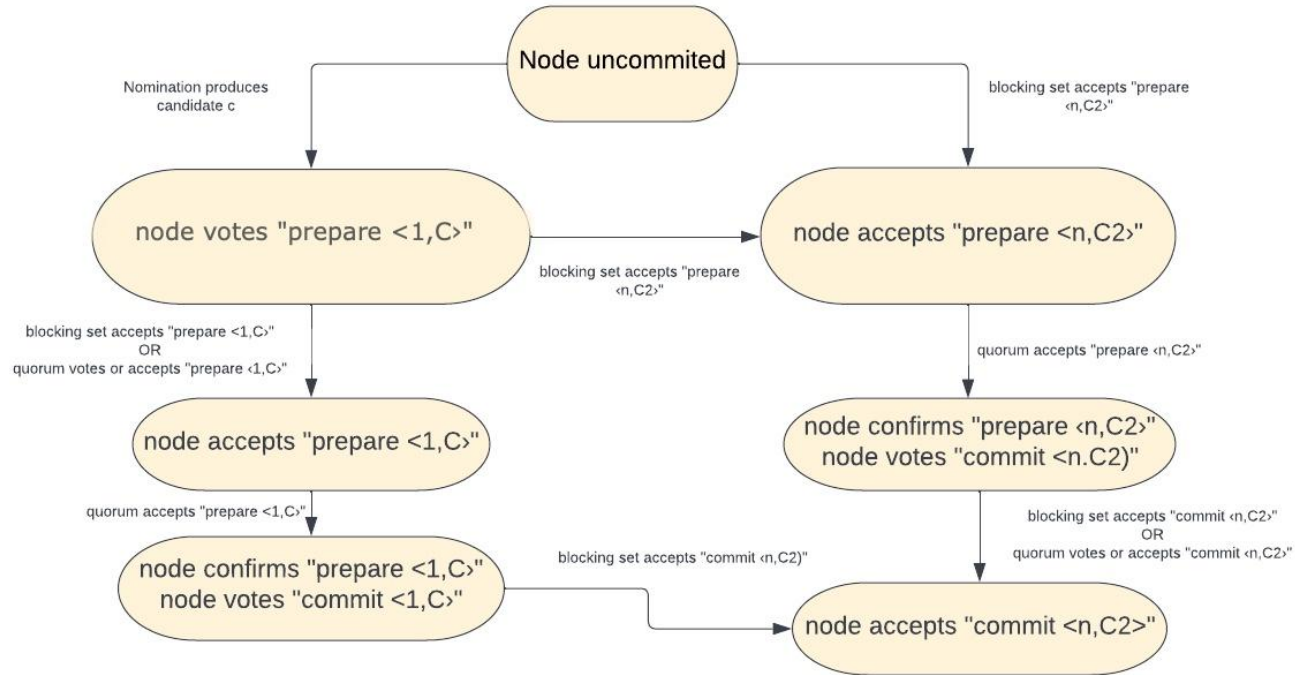 Node uncommited
Nomination produces
candidate c
blocking set accepts "prepare
‹n,C2›"
node votes "prepare <1,C›"
node accepts "prepare <n,C2›"
blocking set accepts "prepare
‹n,C2›"
blocking set accepts "prepare <1,C›"
OR
quorum votes or accepts "prepare ‹1,C›"
quorum accepts "prepare ‹n,C2›"
node accepts "prepare <1,C›"
node confirms "prepare ‹n,C2›"
node votes "commit <n.C2)"
quorum accepts "prepare <1,C›"
blocking set accepts "commit ‹n,C2›"
OR
quorum votes or accepts "commit ‹n,C2›"
node confirms "prepare <1,C›"
node votes "commit <1,C›"
blocking set accepts "commit ‹n,C2)"
node accepts "commit <n,C2>"